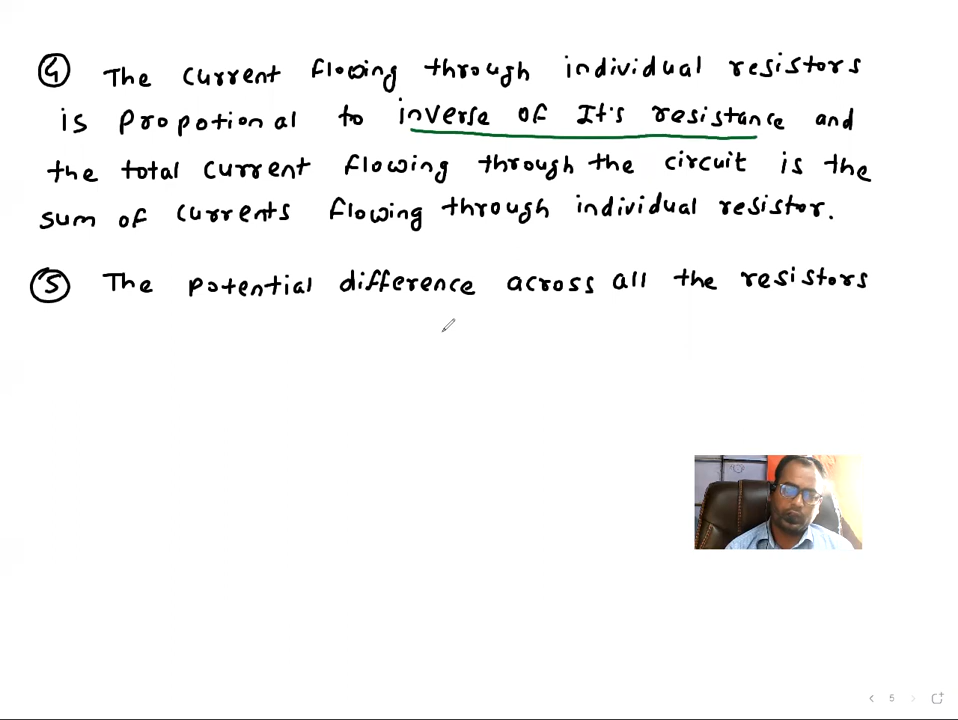 ④ The current flowing through individual resistors
is propotional to inverse of It's resistance and
the total current flowing through the circuit is the
sum of currents flowing through individual resistor.
⑤ The potential difference across all the resistors
5